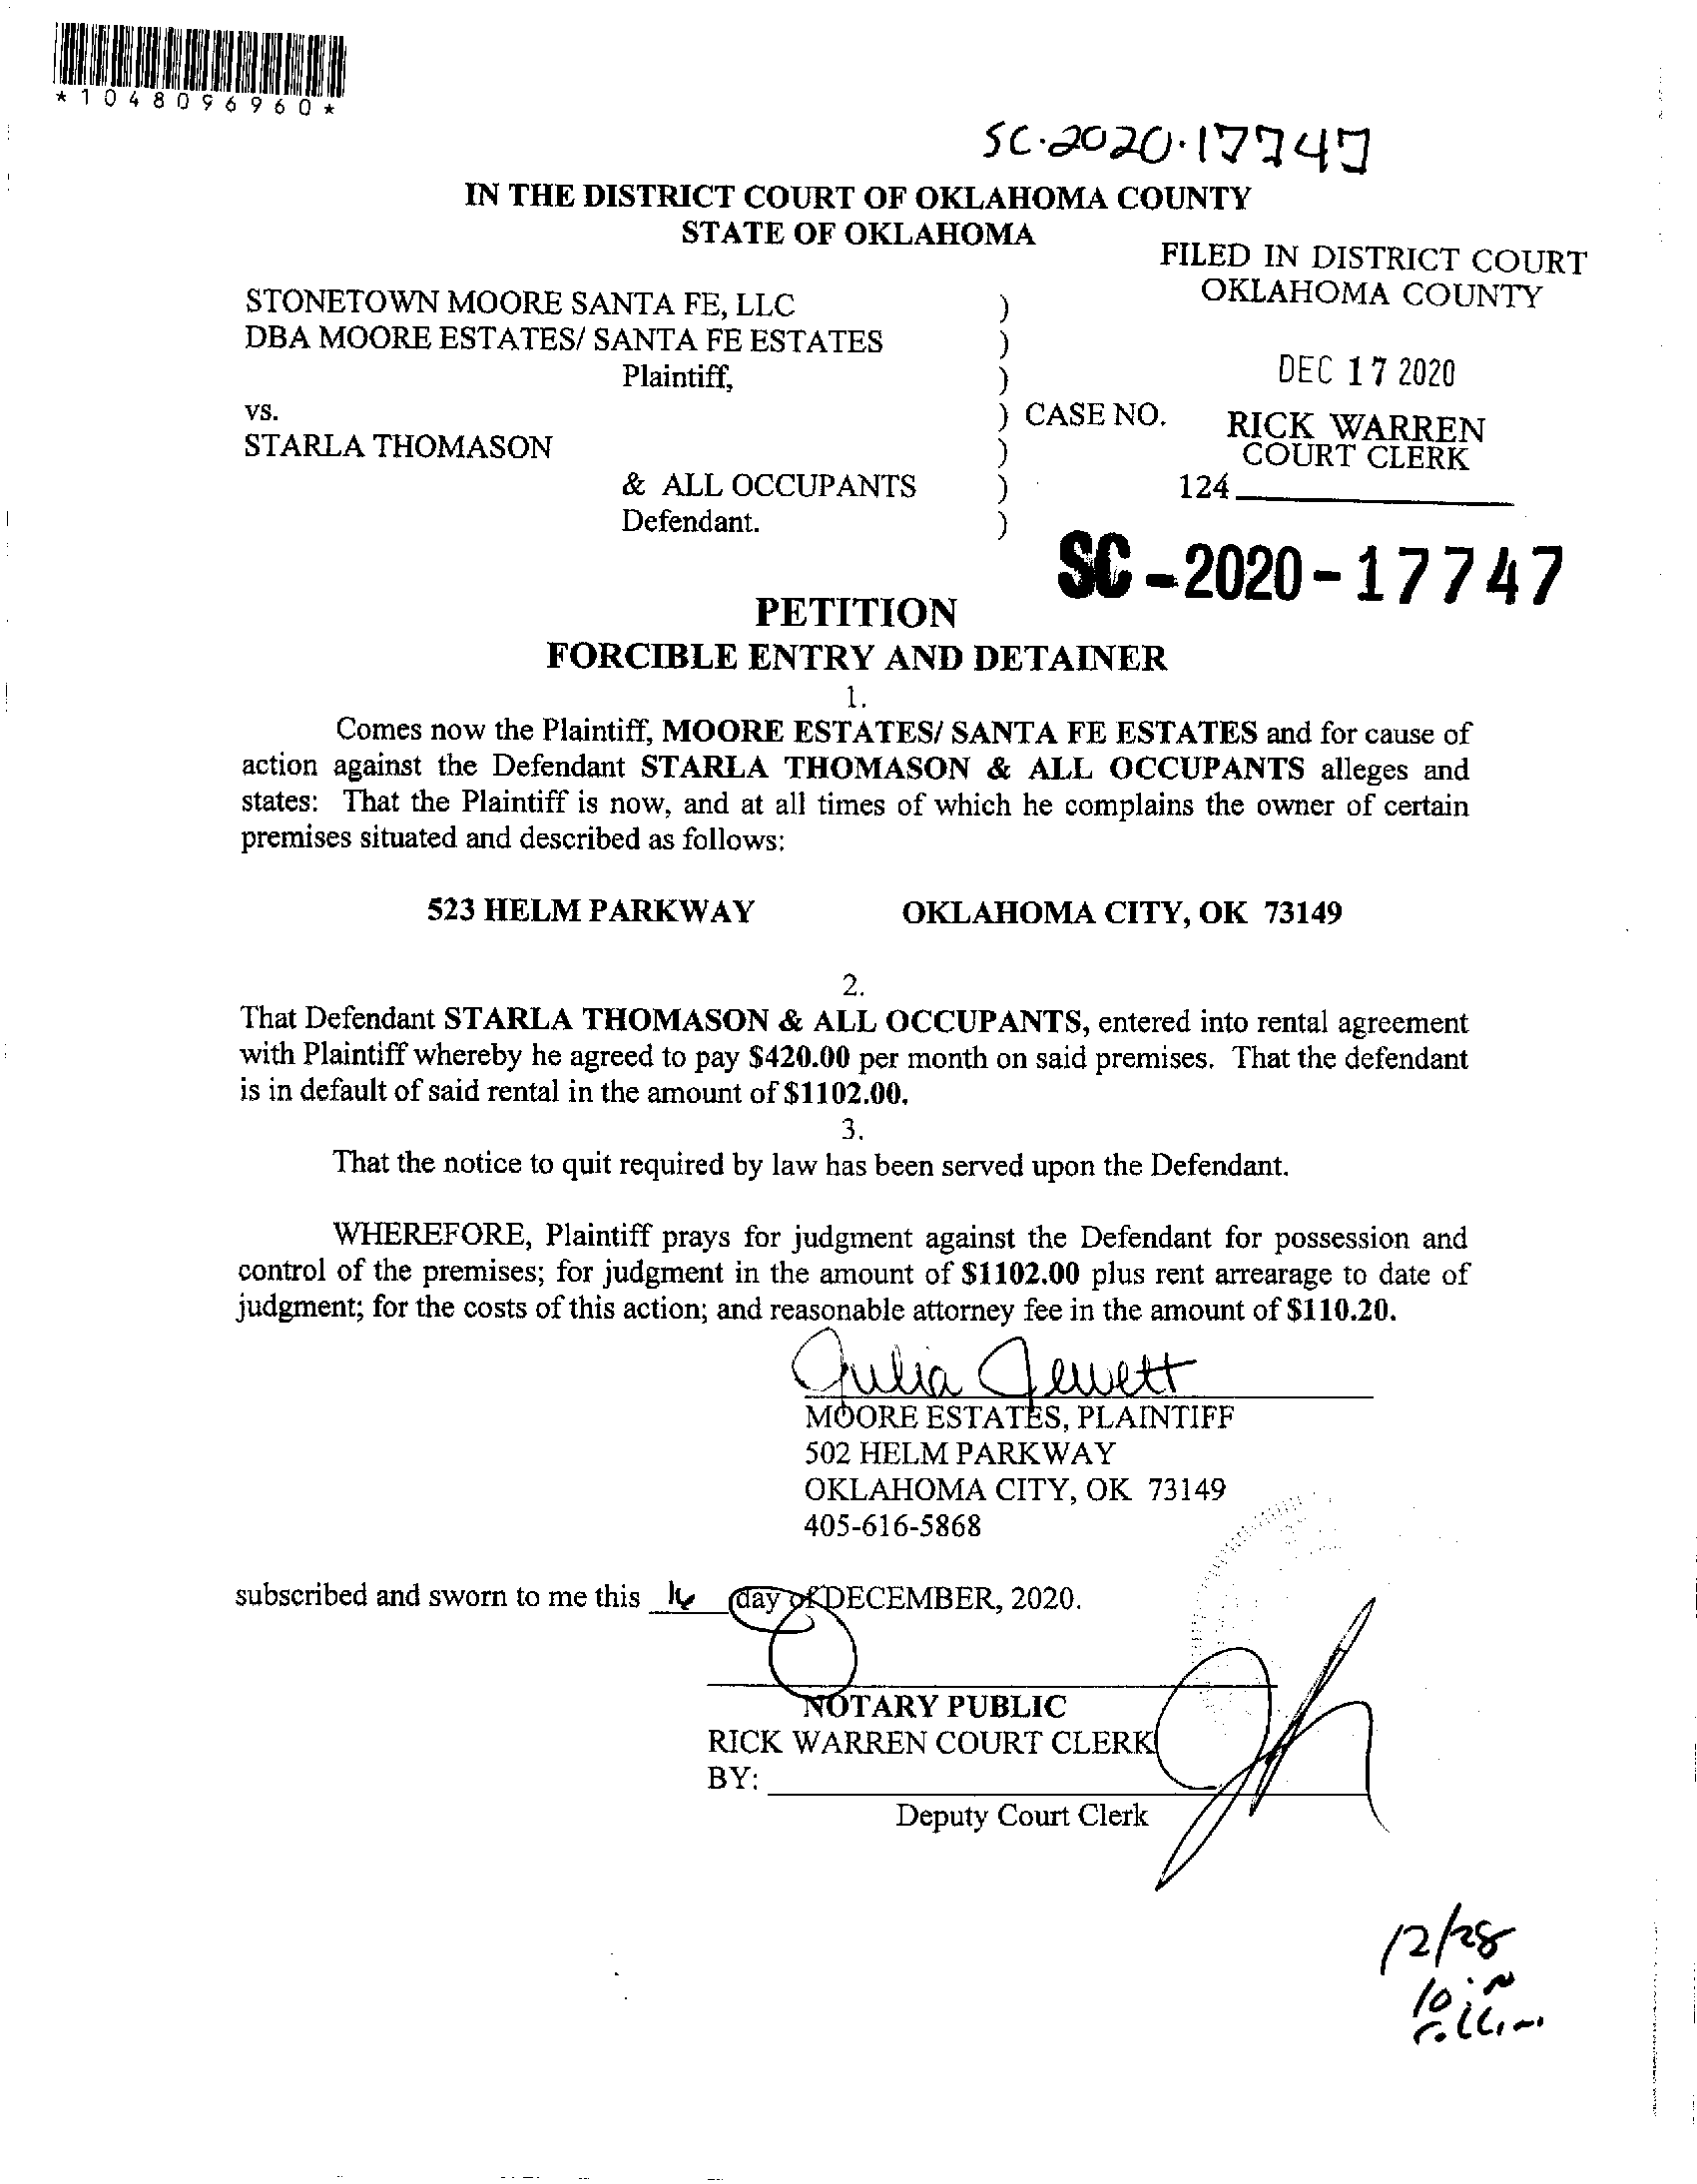 *1048096960*
SC-2020-17747
IN THE DISTRICT COURT OF OKLAHOMA COUNTY
STATE OF OKLAHOMA
FILED IN DISTRICT COURT
OKLAHOMA COUNTY
STONETOWN MOORE SANTA FE, LLC )
DBA MOORE ESTATES/ SANTA FE ESTATES )
Plaintiff, )
DEC 17 2020
vs. ) CASE NO.
RICK WARREN
COURT CLERK
STARLA THOMASON )
& ALL OCCUPANTS )
124
Defendant. )
SC-2020-17747
PETITION
FORCIBLE ENTRY AND DETAINER
1.
Comes now the Plaintiff, MOORE ESTATES/ SANTA FE ESTATES and for cause of
action against the Defendant STARLA THOMASON & ALL OCCUPANTS alleges and
states: That the Plaintiff is now, and at all times of which he complains the owner of certain
premises situated and described as follows:
523 HELM PARKWAY OKLAHOMA CITY, OK 73149
2.
That Defendant STARLA THOMASON & ALL OCCUPANTS, entered into rental agreement
with Plaintiff whereby he agreed to pay $420.00 per month on said premises. That the defendant
is in default of said rental in the amount of $1102.00.
3.
That the notice to quit required by law has been served upon the Defendant.
WHEREFORE, Plaintiff prays for judgment against the Defendant for possession and
control of the premises; for judgment in the amount of $1102.00 plus rent arrearage to date of
judgment; for the costs of this action; and reasonable attorney fee in the amount of $110.20.
Julia Jewett
MOORE ESTATES, PLAINTIFF
502 HELM PARKWAY
OKLAHOMA CITY, OK 73149
405-616-5868
subscribed and sworn to me this 16 day of DECEMBER, 2020.
NOTARY PUBLIC
RICK WARREN COURT CLERK
BY:
Deputy Court Clerk
12/28